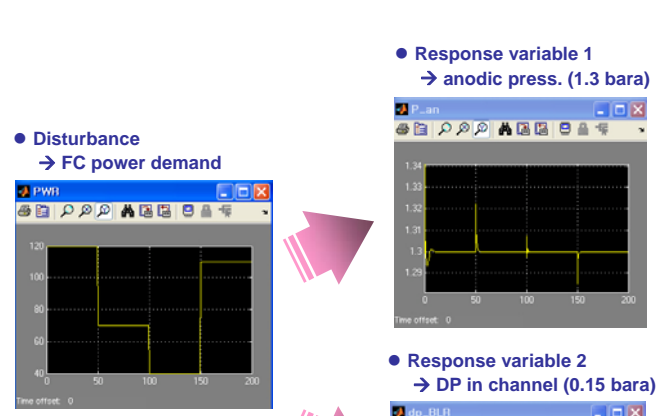 ● Response variable 1
→ anodic press. (1.3 bara)
P_an
1.34
1.33
1.32
1.31
1.3
1.29
0 50 100 150 200
Time offset: 0
● Disturbance
→ FC power demand
PWR
120
100
80
60
40
0 50 100 150 200
Time offset: 0
● Response variable 2
→ DP in channel (0.15 bara)
dp_BLR